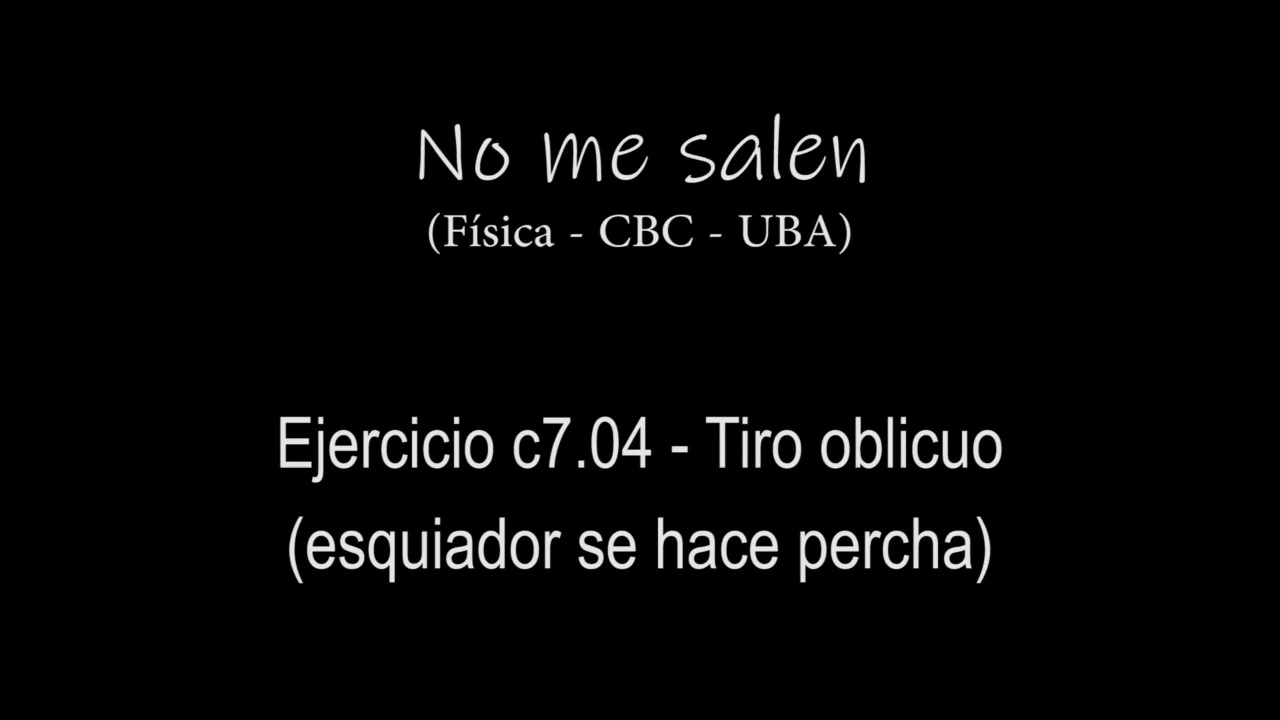 No me salen
(Física - CBC - UBA)
Ejercicio c7.04 - Tiro oblicuo
(esquiador se hace percha)